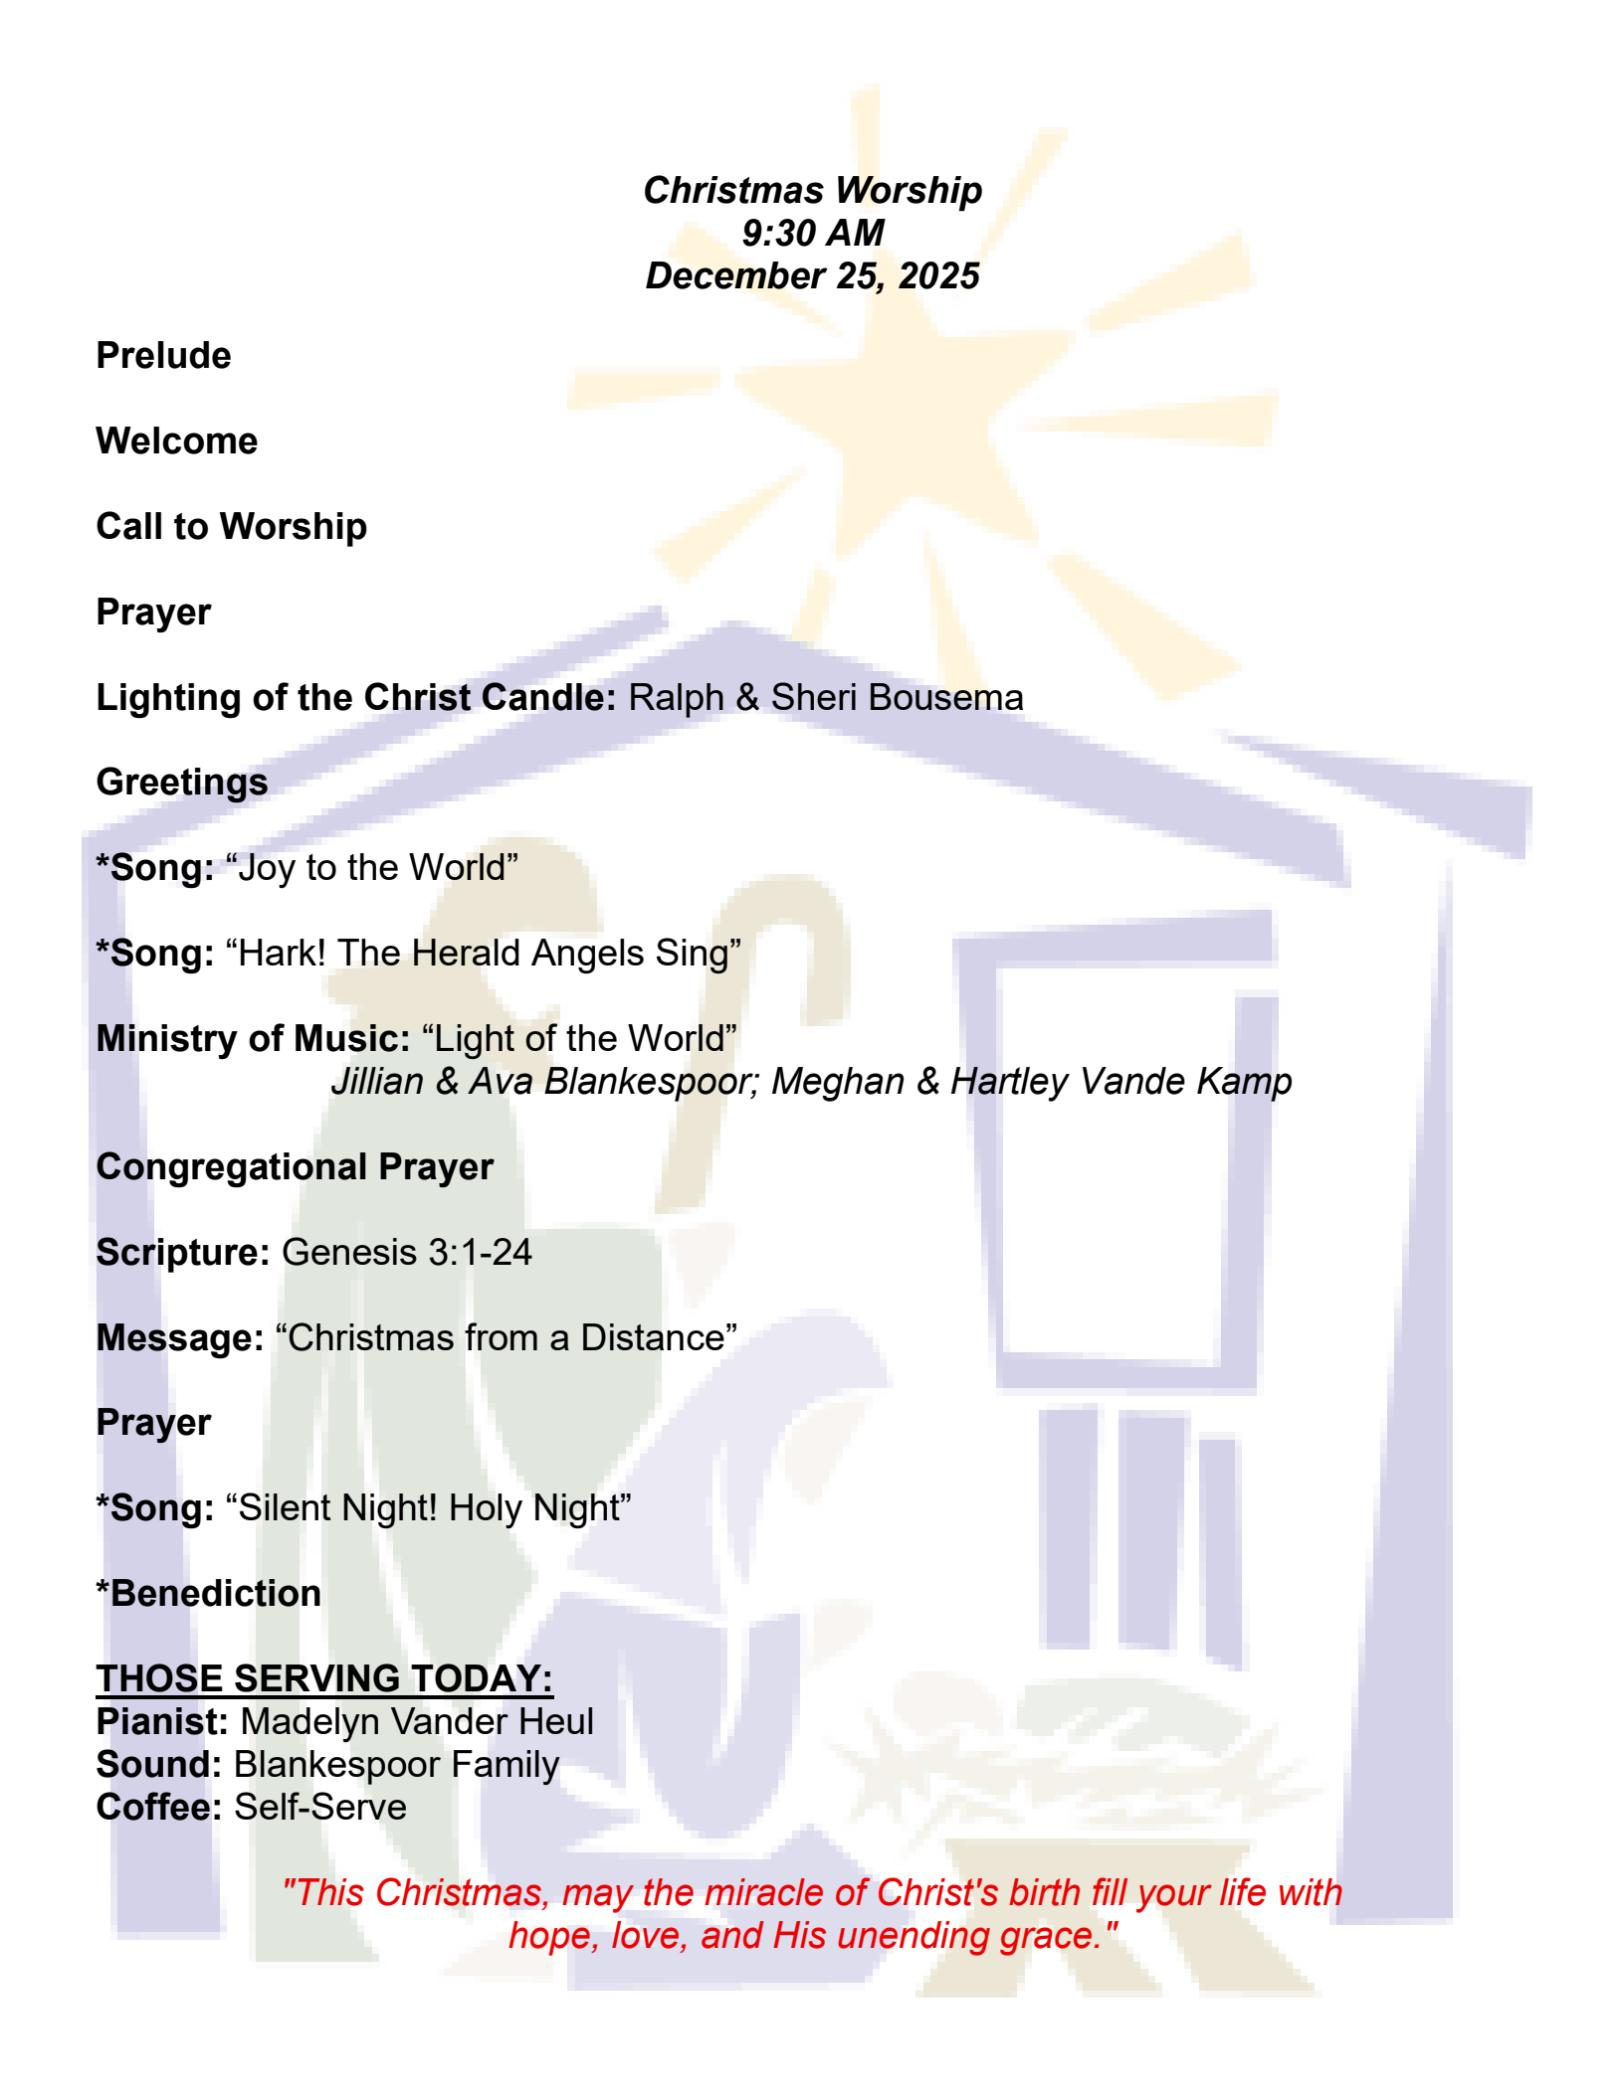 Christmas Worship
9:30 AM
December 25, 2025
Prelude
Welcome
Call to Worship
Prayer
Lighting of the Christ Candle: Ralph & Sheri Bousema
Greetings
*Song: “Joy to the World”
*Song: “Hark! The Herald Angels Sing”
Ministry of Music: “Light of the World”
Jillian & Ava Blankespoor; Meghan & Hartley Vande Kamp
Congregational Prayer
Scripture: Genesis 3:1-24
Message: “Christmas from a Distance”
Prayer
*Song: “Silent Night! Holy Night”
*Benediction
THOSE SERVING TODAY:
Pianist: Madelyn Vander Heul
Sound: Blankespoor Family
Coffee: Self-Serve
"This Christmas, may the miracle of Christ's birth fill your life with
hope, love, and His unending grace."